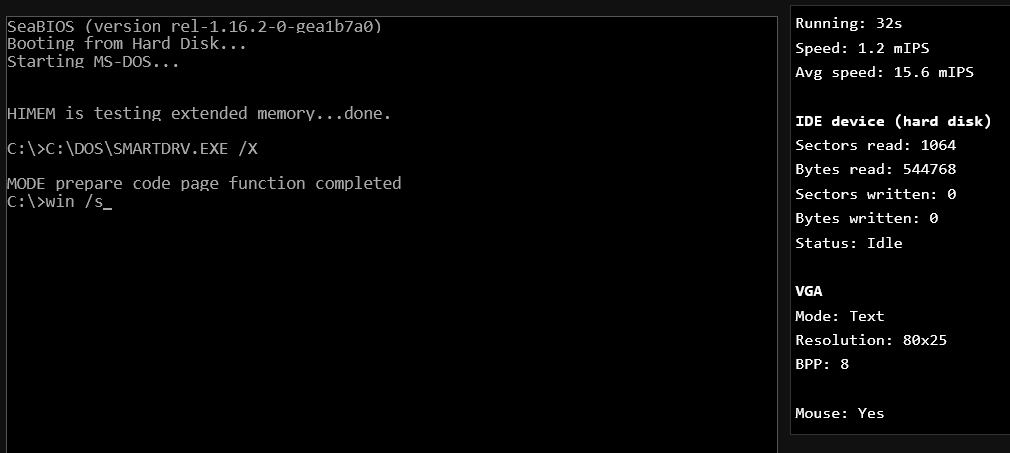 SeaBIOS (version rel-1.16.2-0-gea1b7a0)
Booting from Hard Disk...
Starting MS-DOS...
HIMEM is testing extended memory...done.
C:\>C:\DOS\SMARTDRV.EXE /X
MODE prepare code page function completed
C:\>win /s_
Running: 32s
Speed: 1.2 mIPS
Avg speed: 15.6 mIPS
IDE device (hard disk)
Sectors read: 1064
Bytes read: 544768
Sectors written: 0
Bytes written: 0
Status: Idle
VGA
Mode: Text
Resolution: 80x25
BPP: 8
Mouse: Yes